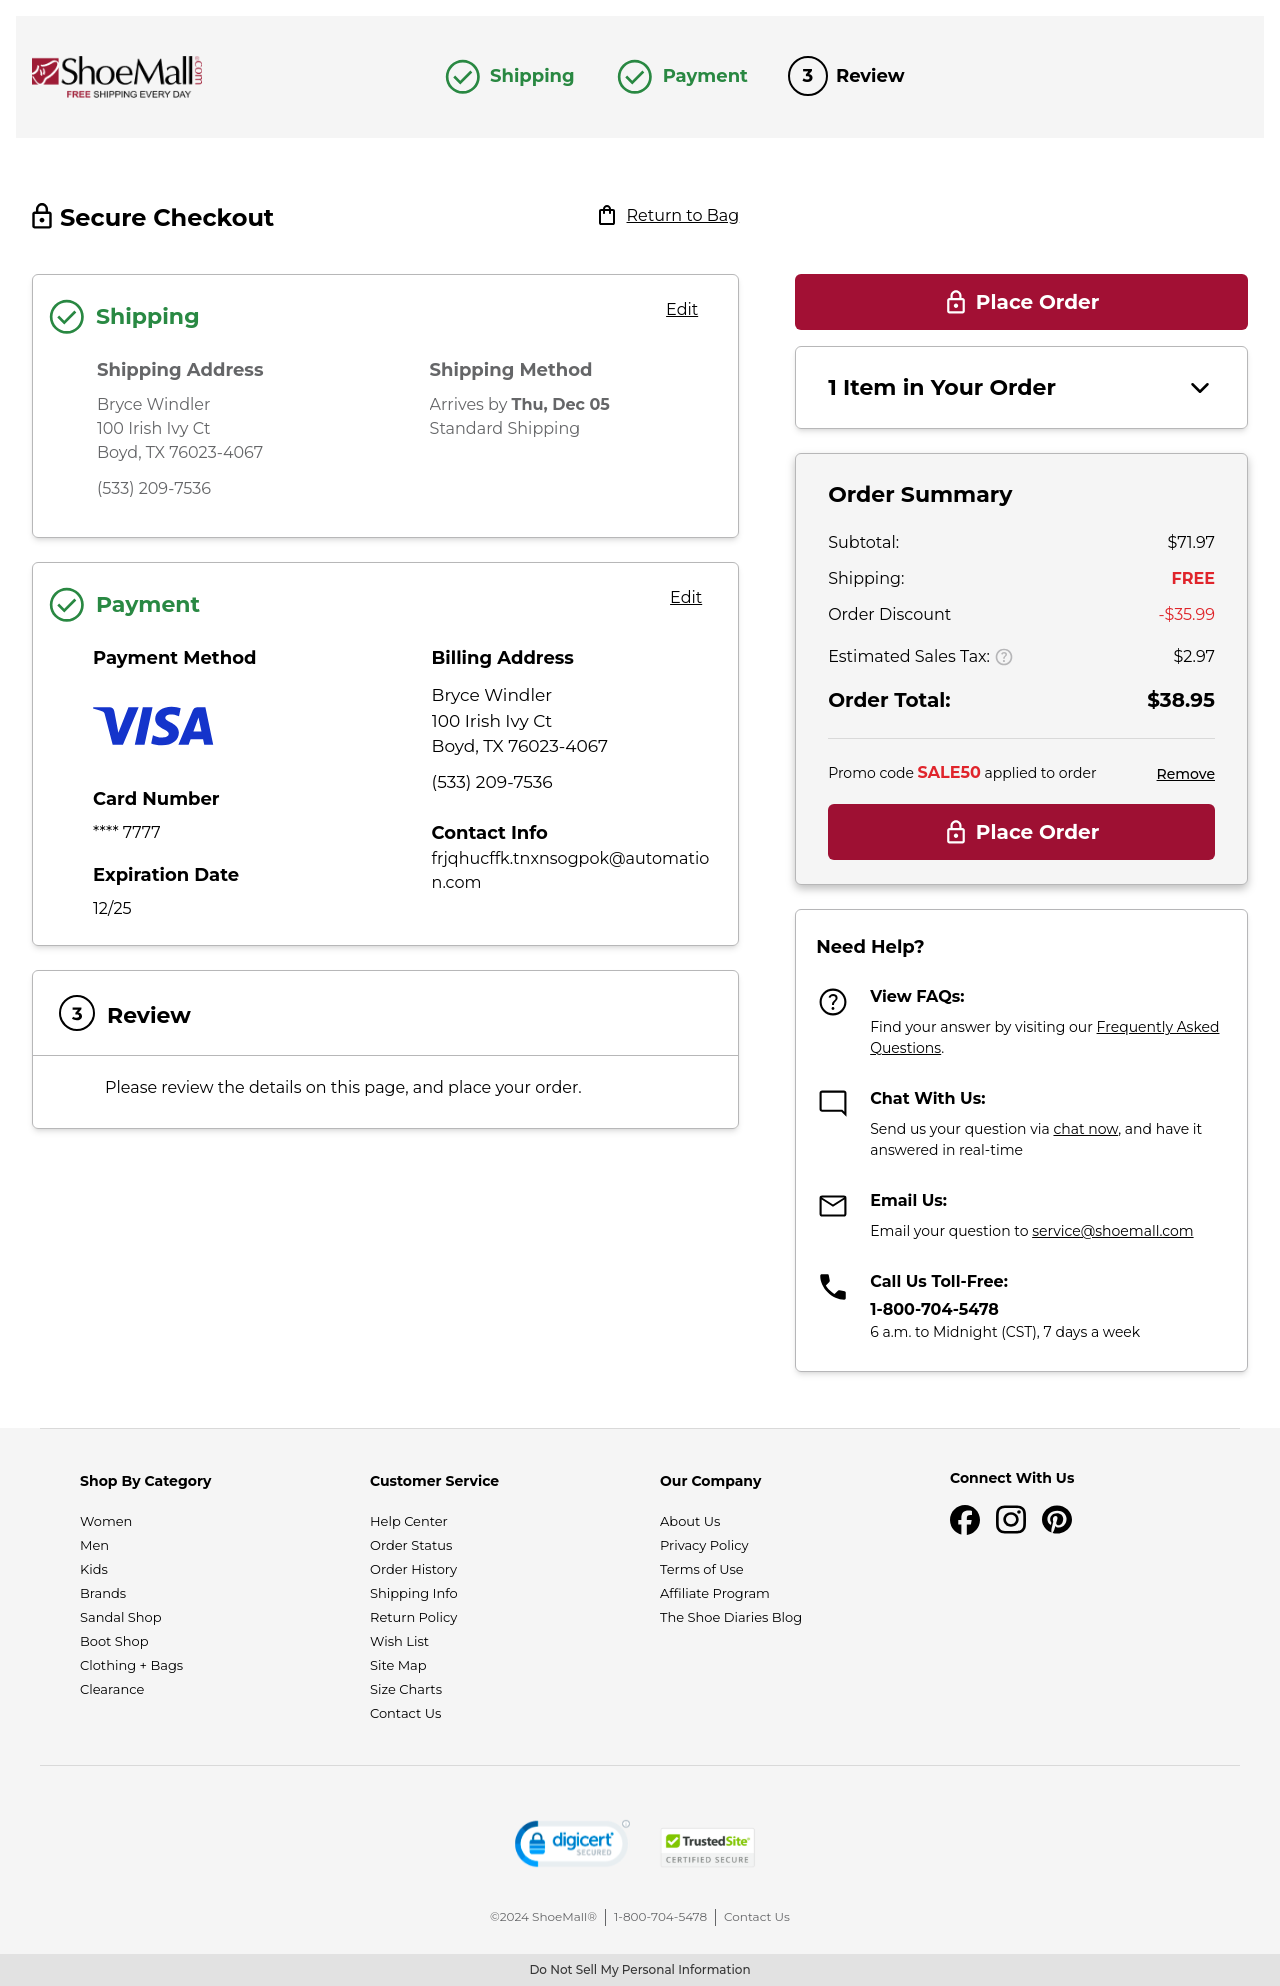 ShoeMall.com
FREE SHIPPING EVERY DAY
Shipping
Payment
3 Review
Secure Checkout
Return to Bag
Shipping
Edit
Shipping Address
Bryce Windler
100 Irish Ivy Ct
Boyd, TX 76023-4067
(533) 209-7536
Shipping Method
Arrives by Thu, Dec 05
Standard Shipping
Payment
Edit
Payment Method
VISA
Card Number
**** 7777
Expiration Date
12/25
Billing Address
Bryce Windler
100 Irish Ivy Ct
Boyd, TX 76023-4067
(533) 209-7536
Contact Info
frjqhucffk.tnxnsogpok@automatio
n.com
3 Review
Please review the details on this page, and place your order.
Place Order
1 Item in Your Order
Order Summary
Subtotal: $71.97
Shipping: FREE
Order Discount -$35.99
Estimated Sales Tax: ? $2.97
Order Total: $38.95
Promo code SALE50 applied to order Remove
Place Order
Need Help?
View FAQs:
Find your answer by visiting our Frequently Asked
Questions.
Chat With Us:
Send us your question via chat now, and have it
answered in real-time
Email Us:
Email your question to service@shoemall.com
Call Us Toll-Free:
1-800-704-5478
6 a.m. to Midnight (CST), 7 days a week
Shop By Category
Women
Men
Kids
Brands
Sandal Shop
Boot Shop
Clothing + Bags
Clearance
Customer Service
Help Center
Order Status
Order History
Shipping Info
Return Policy
Wish List
Site Map
Size Charts
Contact Us
Our Company
About Us
Privacy Policy
Terms of Use
Affiliate Program
The Shoe Diaries Blog
Connect With Us
digicert
SECURED
TrustedSite
CERTIFIED SECURE
©2024 ShoeMall® | 1-800-704-5478 | Contact Us
Do Not Sell My Personal Information